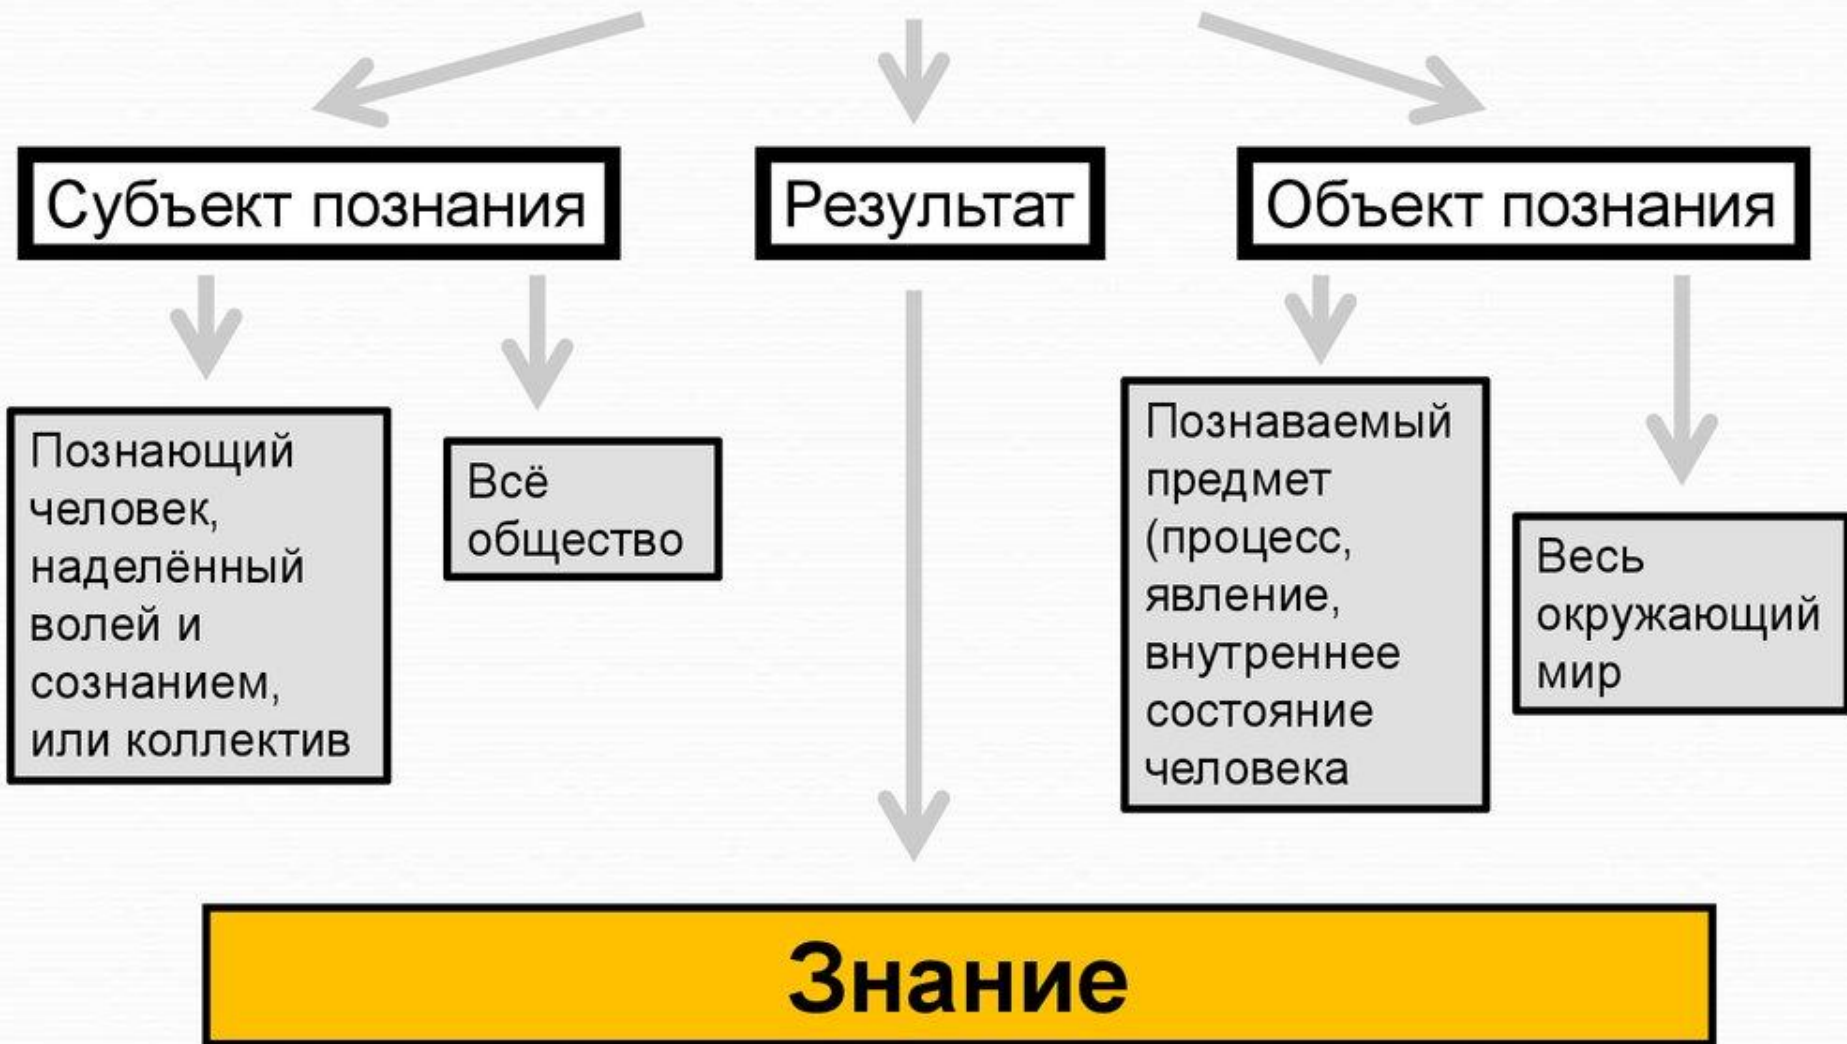 Субъект познания
Результат
Объект познания
Познающий
человек,
наделённый
волей и
сознанием,
или коллектив
Всё
общество
Познаваемый
предмет
(процесс,
явление,
внутреннее
состояние
человека
Весь
окружающий
мир
Знание